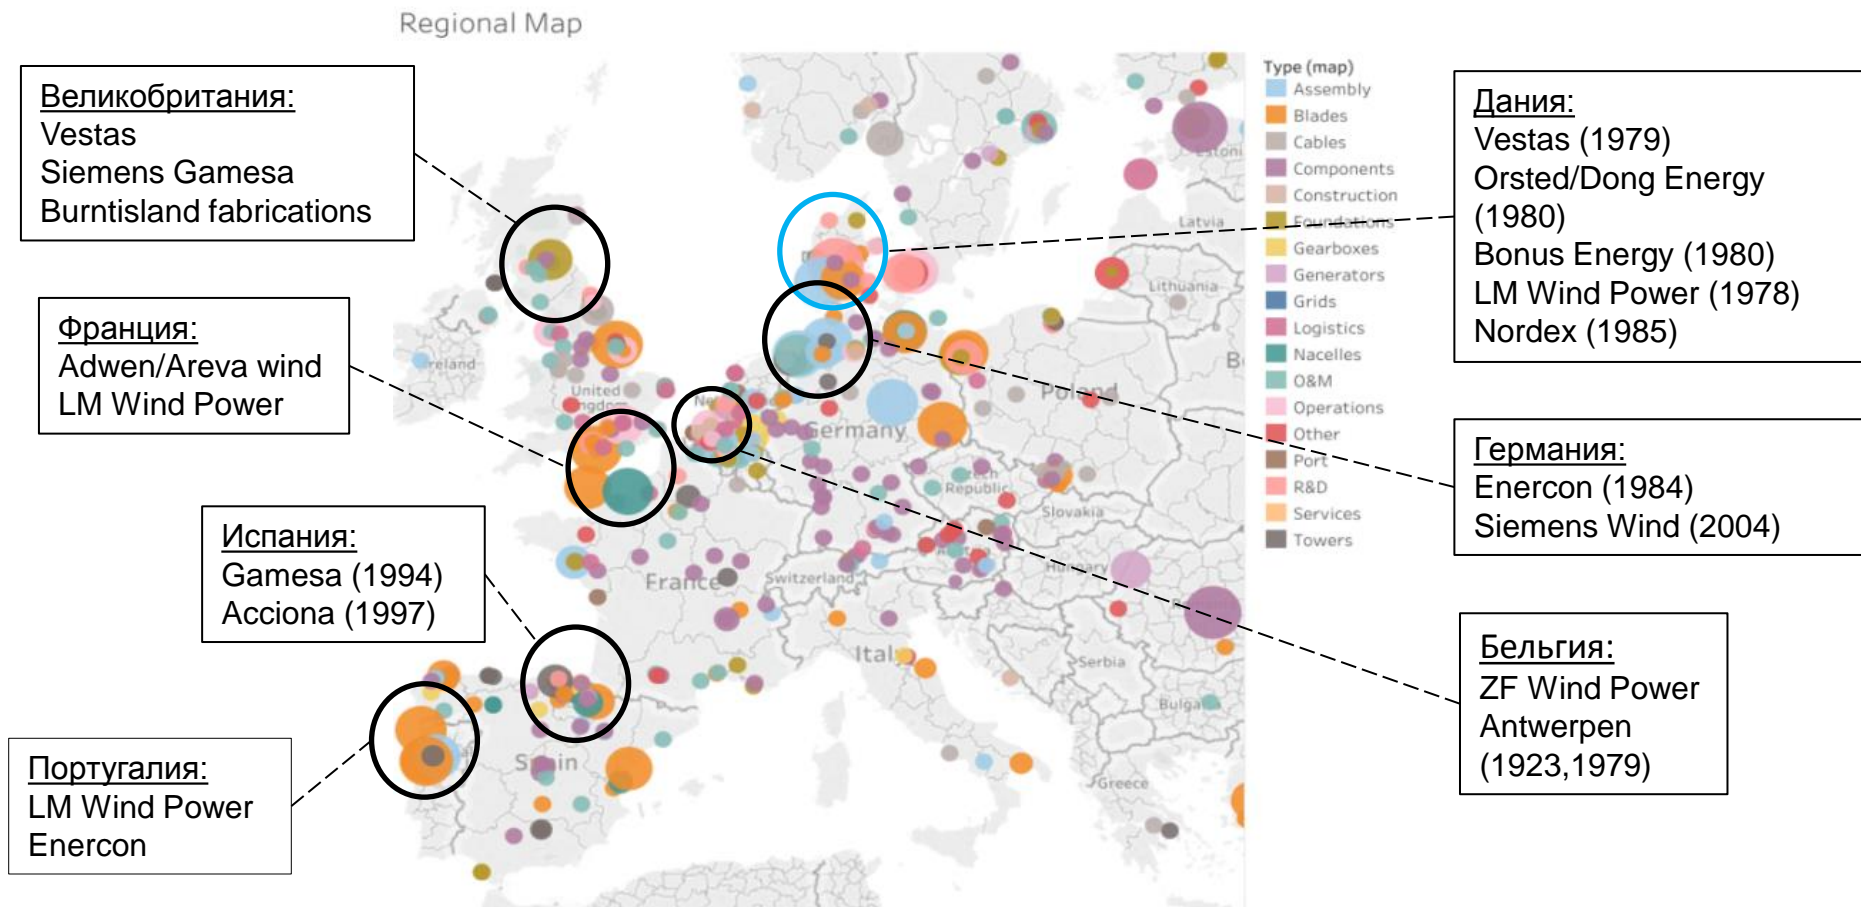 Regional Map
Великобритания:
Vestas
Siemens Gamesa
Burntisland fabrications
Франция:
Adwen/Areva wind
LM Wind Power
Испания:
Gamesa (1994)
Acciona (1997)
Португалия:
LM Wind Power
Enercon
Type (map)
Assembly
Blades
Cables
Components
Construction
Foundations
Gearboxes
Generators
Grids
Logistics
Nacelles
O&M
Operations
Other
Port
R&D
Services
Towers
Дания:
Vestas (1979)
Orsted/Dong Energy
(1980)
Bonus Energy (1980)
LM Wind Power (1978)
Nordex (1985)
Германия:
Enercon (1984)
Siemens Wind (2004)
Бельгия:
ZF Wind Power
Antwerpen
(1923,1979)
Latvia
Lithuania
United
Poland
Germany
Republic
Slovakia
France
Switzerland
Serbia
Greece